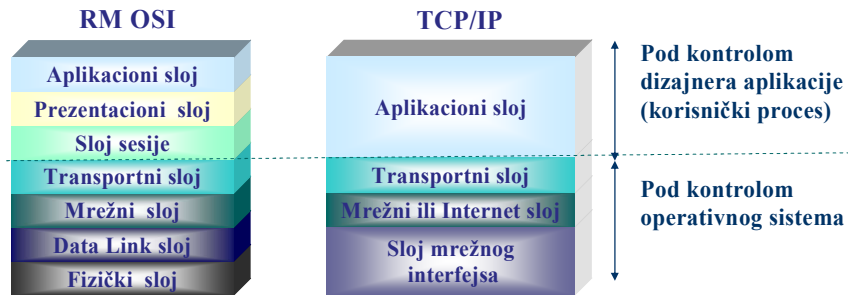 RM OSI
Aplikacioni sloj
Prezentacioni sloj
Sloj sesije
Transportni sloj
Mrežni sloj
Data Link sloj
Fizički sloj
TCP/IP
Aplikacioni sloj
Transportni sloj
Mrežni ili Internet sloj
Sloj mrežnog
interfejsa
Pod kontrolom
dizajnera aplikacije
(korisnički proces)
Pod kontrolom
operativnog sistema